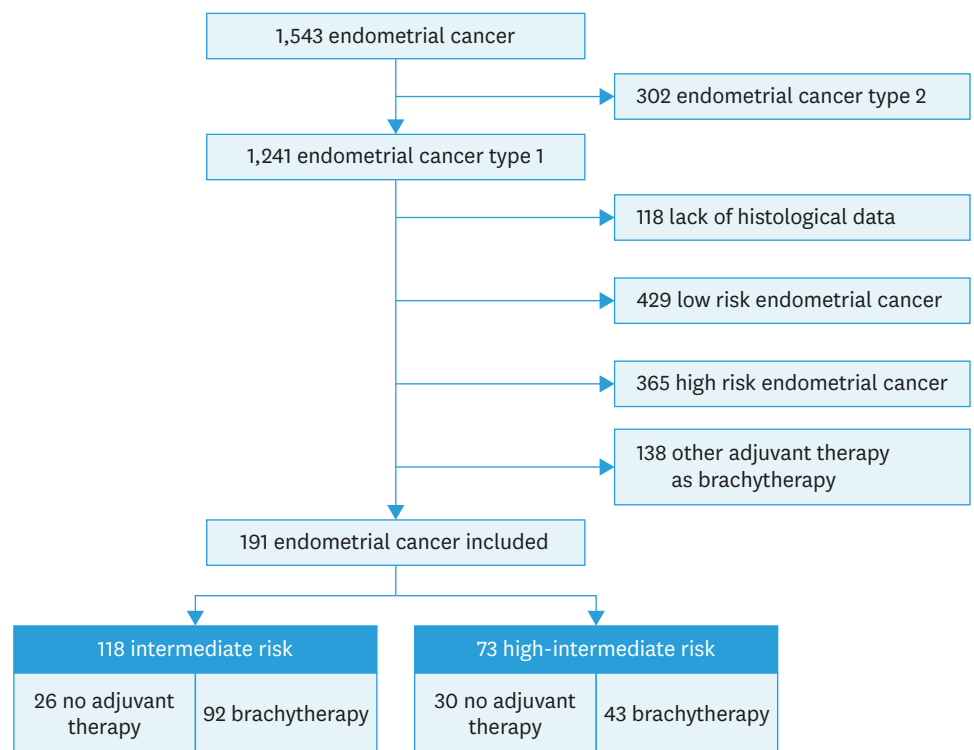 1,543 endometrial cancer
302 endometrial cancer type 2
1,241 endometrial cancer type 1
118 lack of histological data
429 low risk endometrial cancer
365 high risk endometrial cancer
138 other adjuvant therapy
as brachytherapy
191 endometrial cancer included
118 intermediate risk
26 no adjuvant
therapy
92 brachytherapy
73 high-intermediate risk
30 no adjuvant
therapy
43 brachytherapy